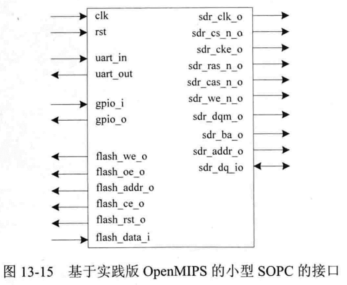 clk
rst
uart_in
uart_out
gpio_i
gpio_o
flash_we_o
flash_oe_o
flash_addr_o
flash_ce_o
flash_rst_o
flash_data_i
sdr_clk_o
sdr_cs_n_o
sdr_cke_o
sdr_ras_n_o
sdr_cas_n_o
sdr_we_n_o
sdr_dqm_o
sdr_ba_o
sdr_addr_o
sdr_dq_io
图 13-15 基于实践版 OpenMIPS 的小型 SOPC 的接口